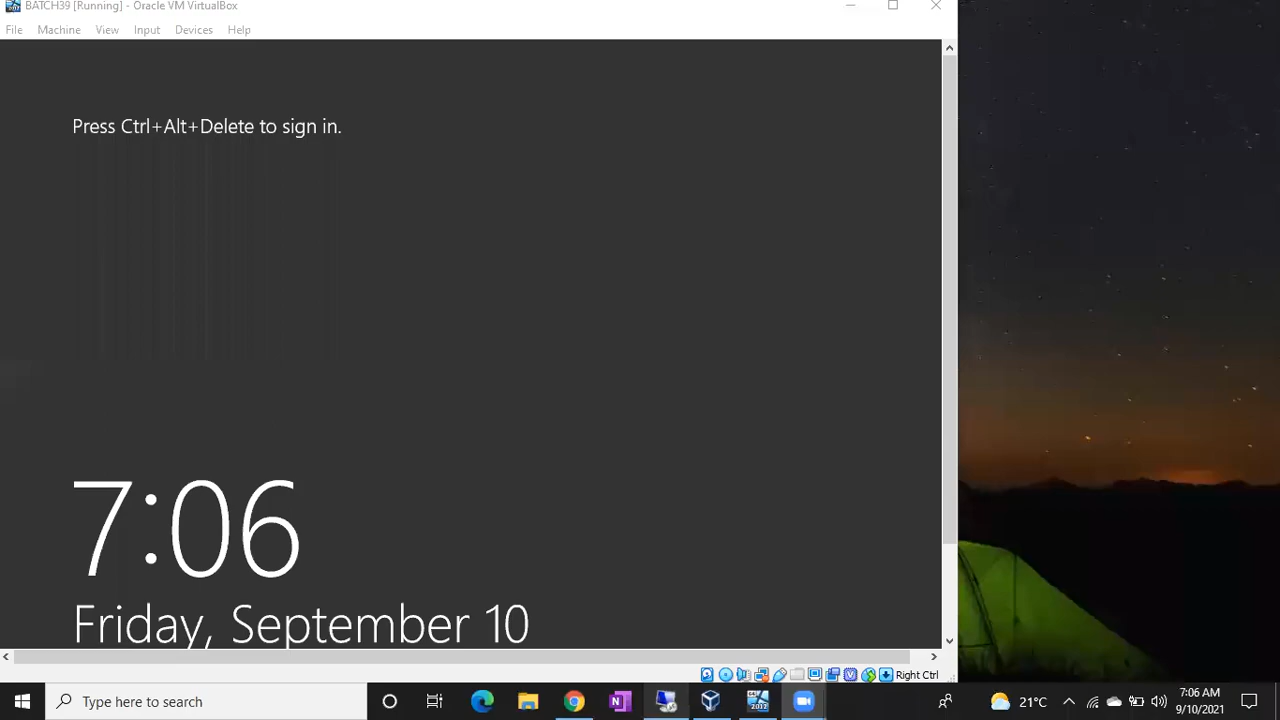 BATCH39 [Running] - Oracle VM VirtualBox
File Machine View Input Devices Help
Press Ctrl+Alt+Delete to sign in.
7:06
Friday, September 10
Right Ctrl
Type here to search
21°C
7:06 AM
9/10/2021